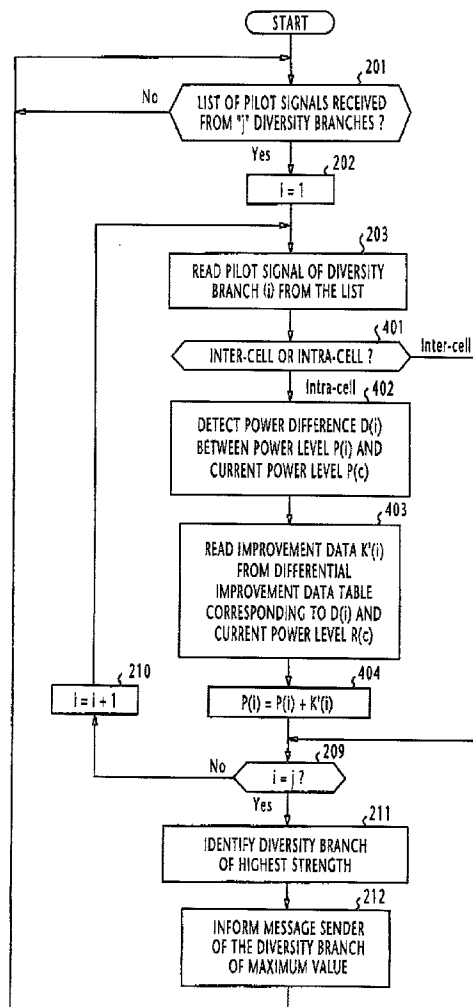 START
201
No
LIST OF PILOT SIGNALS RECEIVED
FROM "j" DIVERSITY BRANCHES ?
Yes
202
i = 1
203
READ PILOT SIGNAL OF DIVERSITY
BRANCH (i) FROM THE LIST
401
INTER-CELL OR INTRA-CELL ?
Inter-cell
Intra-cell
402
DETECT POWER DIFFERENCE D(i)
BETWEEN POWER LEVEL P(i) AND
CURRENT POWER LEVEL P(c)
403
READ IMPROVEMENT DATA K'(i)
FROM DIFFERENTIAL
IMPROVEMENT DATA TABLE
CORRESPONDING TO D(i) AND
CURRENT POWER LEVEL R(c)
210
i = i + 1
404
P(i) = P(i) + K'(i)
209
No
i = j ?
Yes
211
IDENTIFY DIVERSITY BRANCH
OF HIGHEST STRENGTH
212
INFORM MESSAGE SENDER
OF THE DIVERSITY BRANCH
OF MAXIMUM VALUE